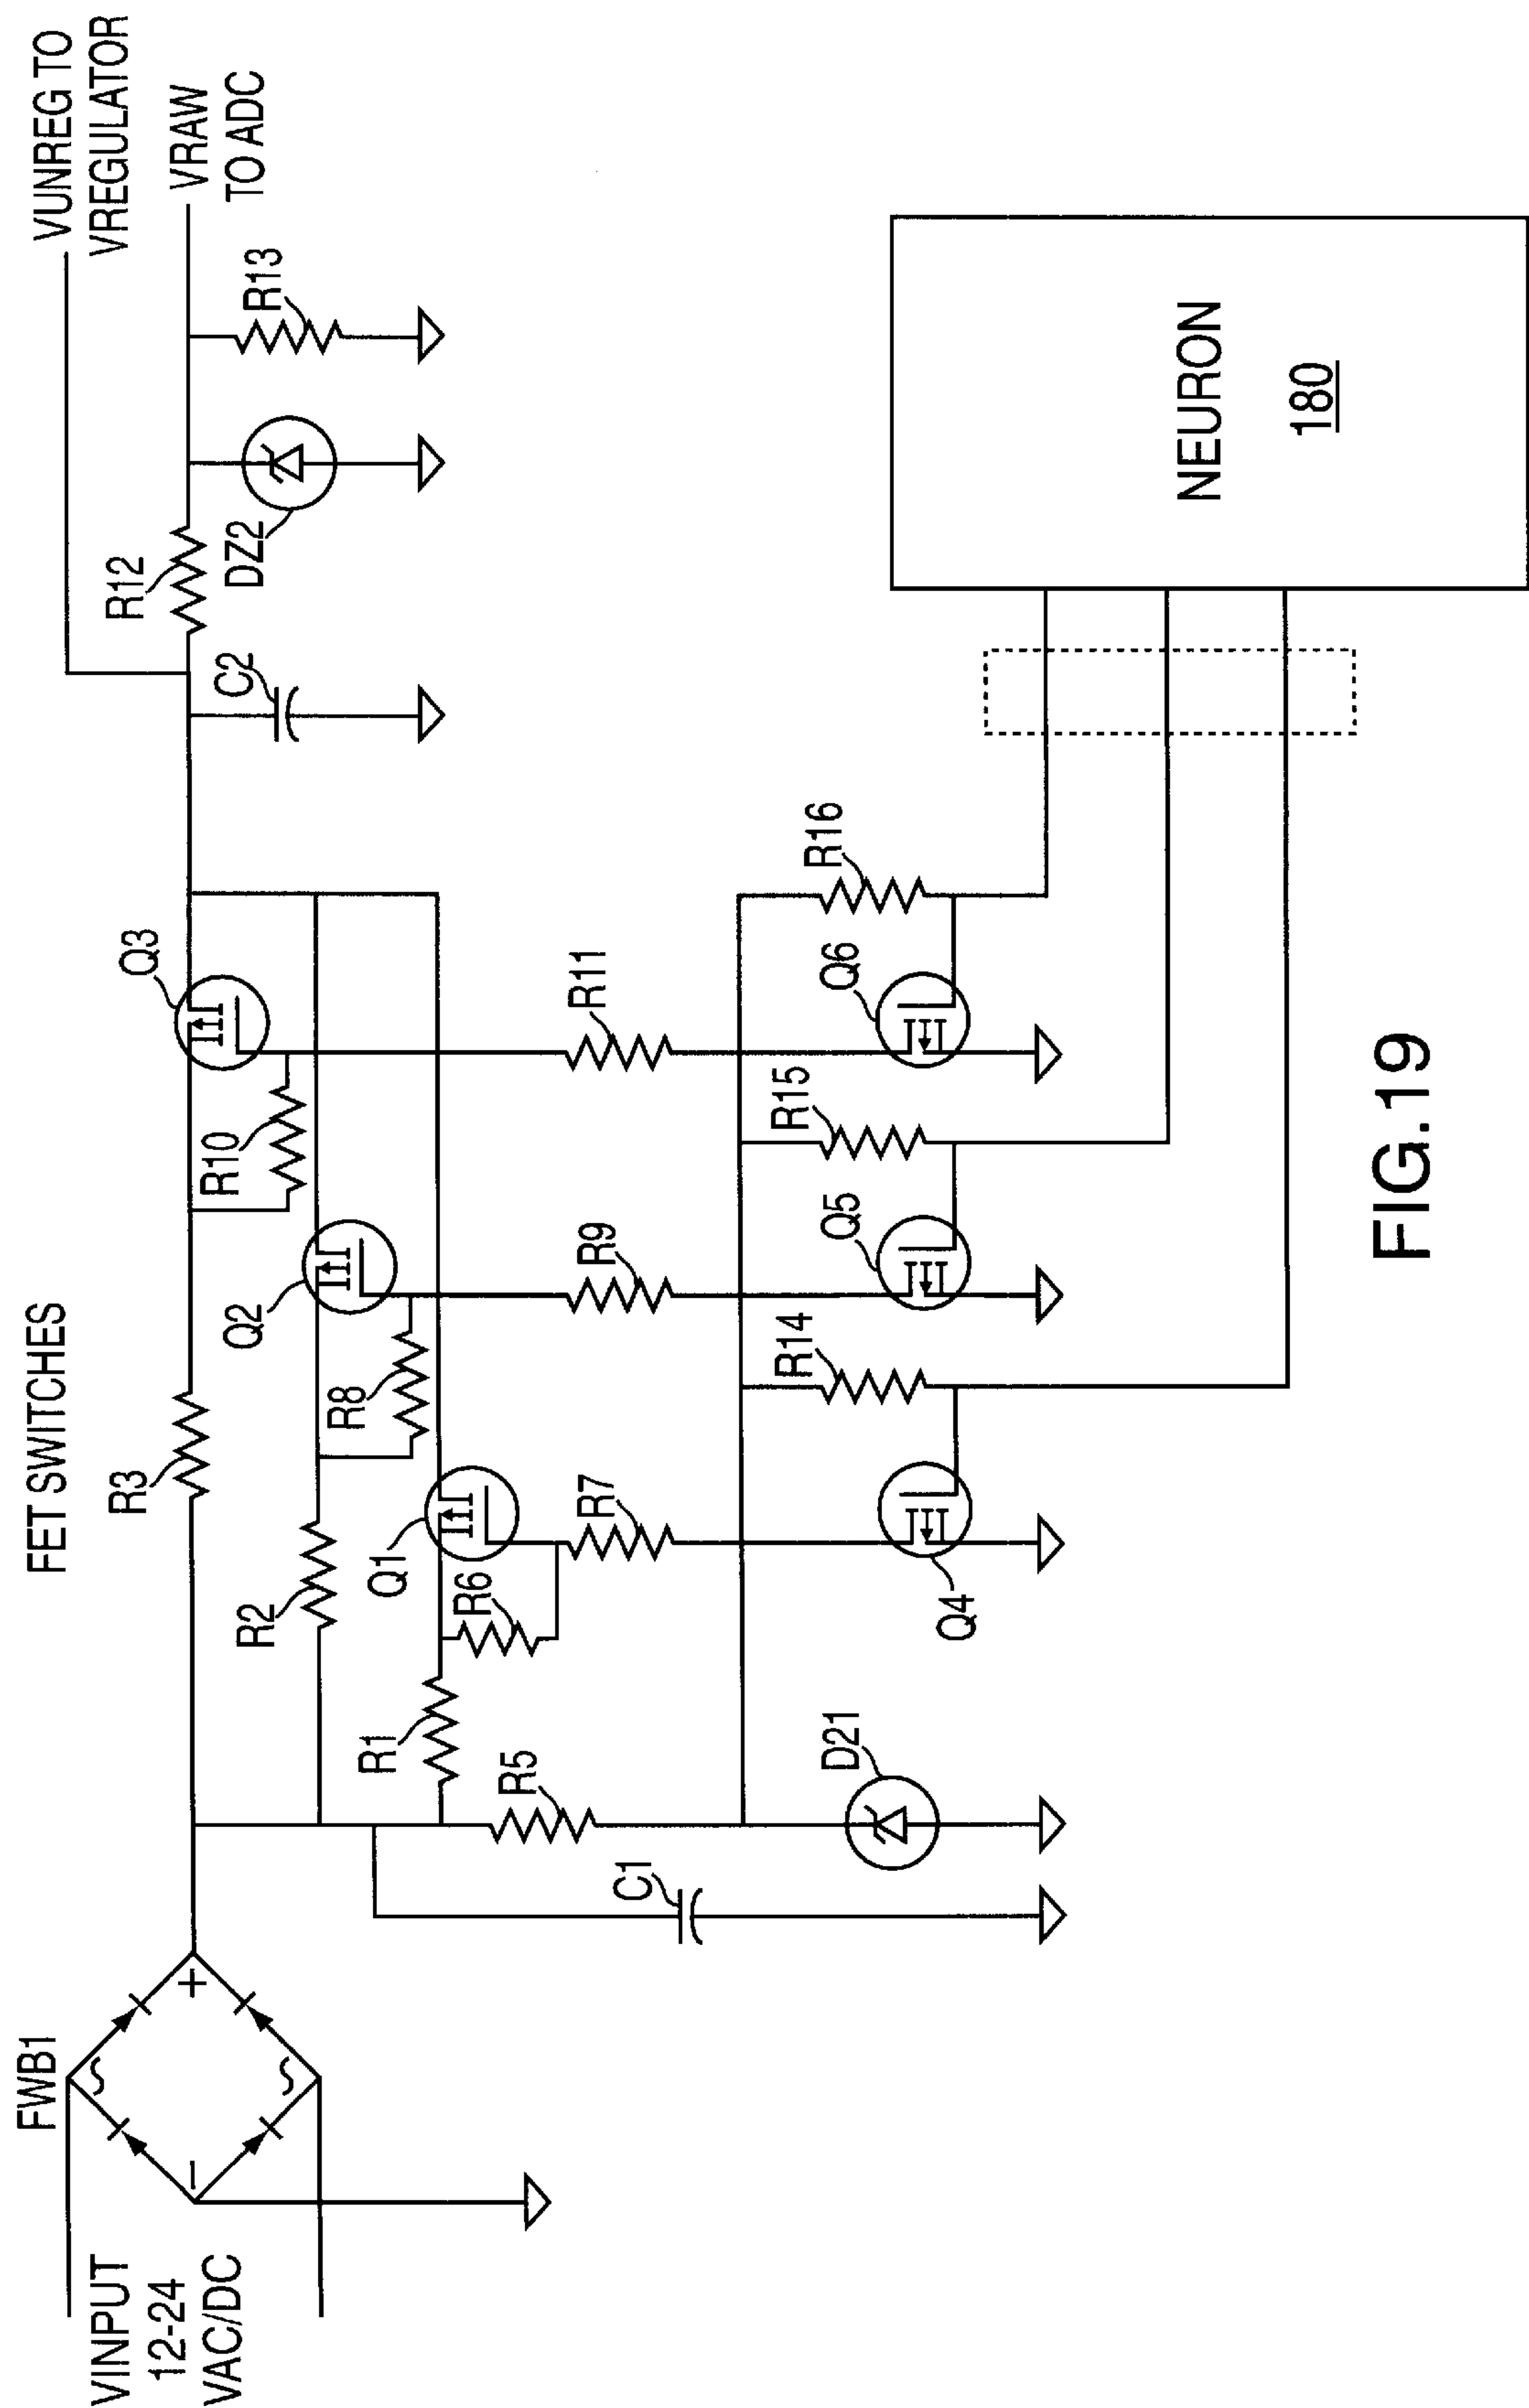 FET SWITCHES
VUNREG TO
VREGULATOR
VRAW
TO ADC
FWB1
+
−
VINPUT
12-24
VAC/DC
R3
Q3
R12
C2
DZ2
R13
R2
Q2
R10
R8
R1
Q1
R6
R11
R9
R7
R5
C1
D21
R14
R15
R16
Q4
Q5
Q6
NEURON
180
FIG.19